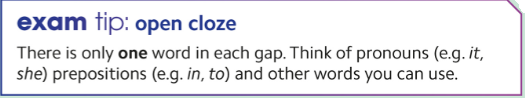 exam tip: open cloze
There is only one word in each gap. Think of pronouns (e.g. it,
she) prepositions (e.g. in, to) and other words you can use.